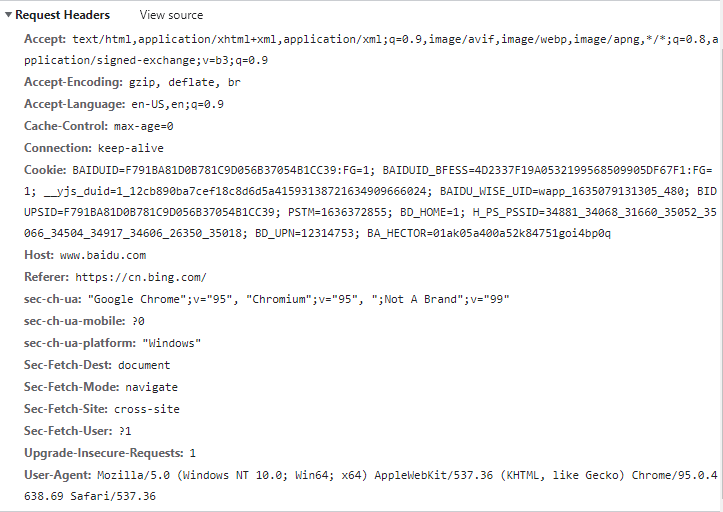 Request Headers View source
Accept: text/html,application/xhtml+xml,application/xml;q=0.9,image/avif,image/webp,image/apng,*/*;q=0.8,a
pplication/signed-exchange;v=b3;q=0.9
Accept-Encoding: gzip, deflate, br
Accept-Language: en-US,en;q=0.9
Cache-Control: max-age=0
Connection: keep-alive
Cookie: BAIDUID=F791BA81D0B781C9D056B37054B1CC39:FG=1; BAIDUID_BFESS=4D2337F19A0532199568509905DF67F1:FG=
1; __yjs_duid=1_12cb890ba7cef18c8d6d5a41593138721634909666024; BAIDU_WISE_UID=wapp_1635079131305_480; BID
UPSID=F791BA81D0B781C9D056B37054B1CC39; PSTM=1636372855; BD_HOME=1; H_PS_PSSID=34881_34068_31660_35052_35
066_34504_34917_34606_26350_35018; BD_UPN=12314753; BA_HECTOR=01ak05a400a52k84751goi4bp0q
Host: www.baidu.com
Referer: https://cn.bing.com/
sec-ch-ua: "Google Chrome";v="95", "Chromium";v="95", ";Not A Brand";v="99"
sec-ch-ua-mobile: ?0
sec-ch-ua-platform: "Windows"
Sec-Fetch-Dest: document
Sec-Fetch-Mode: navigate
Sec-Fetch-Site: cross-site
Sec-Fetch-User: ?1
Upgrade-Insecure-Requests: 1
User-Agent: Mozilla/5.0 (Windows NT 10.0; Win64; x64) AppleWebKit/537.36 (KHTML, like Gecko) Chrome/95.0.4
638.69 Safari/537.36